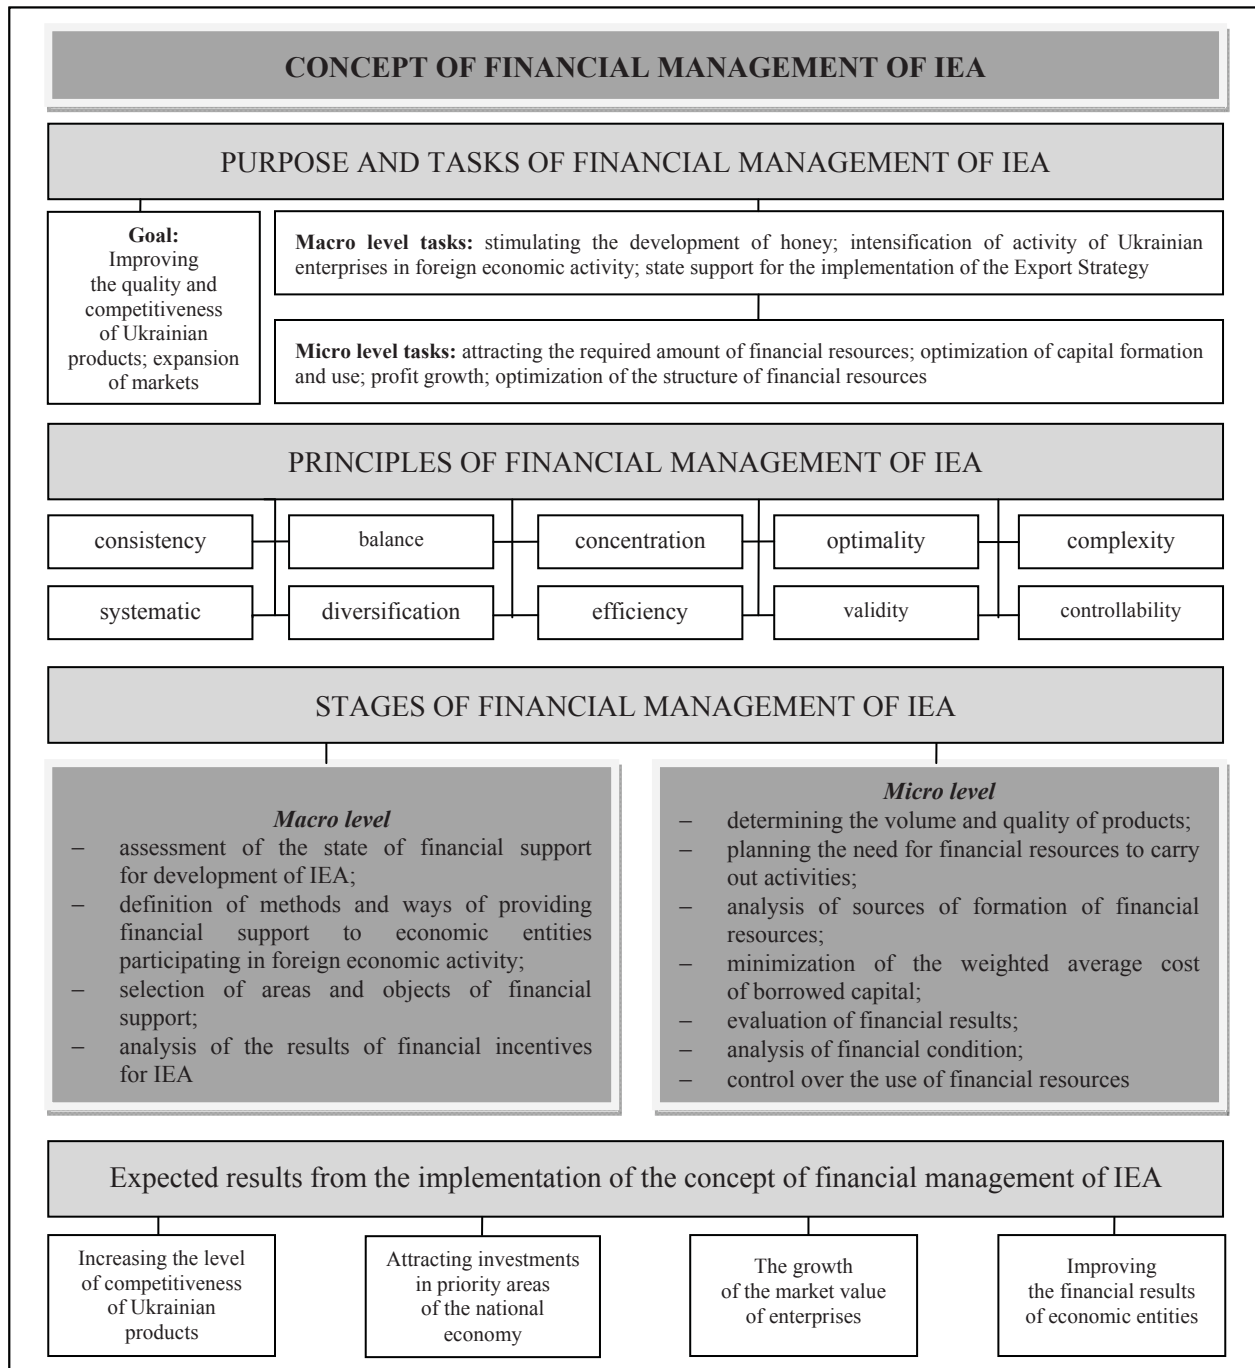 CONCEPT OF FINANCIAL MANAGEMENT OF IEA
PURPOSE AND TASKS OF FINANCIAL MANAGEMENT OF IEA
Goal:
Improving
the quality and
competitiveness
of Ukrainian
products; expansion
of markets
Macro level tasks: stimulating the development of honey; intensification of activity of Ukrainian
enterprises in foreign economic activity; state support for the implementation of the Export Strategy
Micro level tasks: attracting the required amount of financial resources; optimization of capital formation
and use; profit growth; optimization of the structure of financial resources
PRINCIPLES OF FINANCIAL MANAGEMENT OF IEA
consistency
balance
concentration
optimality
complexity
systematic
diversification
efficiency
validity
controllability
STAGES OF FINANCIAL MANAGEMENT OF IEA
Macro level
– assessment of the state of financial support
for development of IEA;
– definition of methods and ways of providing
financial support to economic entities
participating in foreign economic activity;
– selection of areas and objects of financial
support;
– analysis of the results of financial incentives
for IEA
Micro level
– determining the volume and quality of products;
– planning the need for financial resources to carry
out activities;
– analysis of sources of formation of financial
resources;
– minimization of the weighted average cost
of borrowed capital;
– evaluation of financial results;
– analysis of financial condition;
– control over the use of financial resources
Expected results from the implementation of the concept of financial management of IEA
Increasing the level
of competitiveness
of Ukrainian
products
Attracting investments
in priority areas
of the national
economy
The growth
of the market value
of enterprises
Improving
the financial results
of economic entities